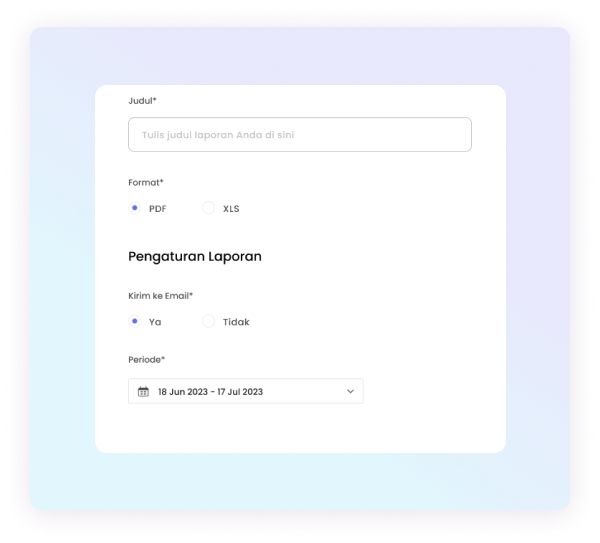 Judul*
Tulis judul laporan Anda di sini
Format*
PDF XLS
Pengaturan Laporan
Kirim ke Email*
Ya Tidak
Periode*
18 Jun 2023 - 17 Jul 2023